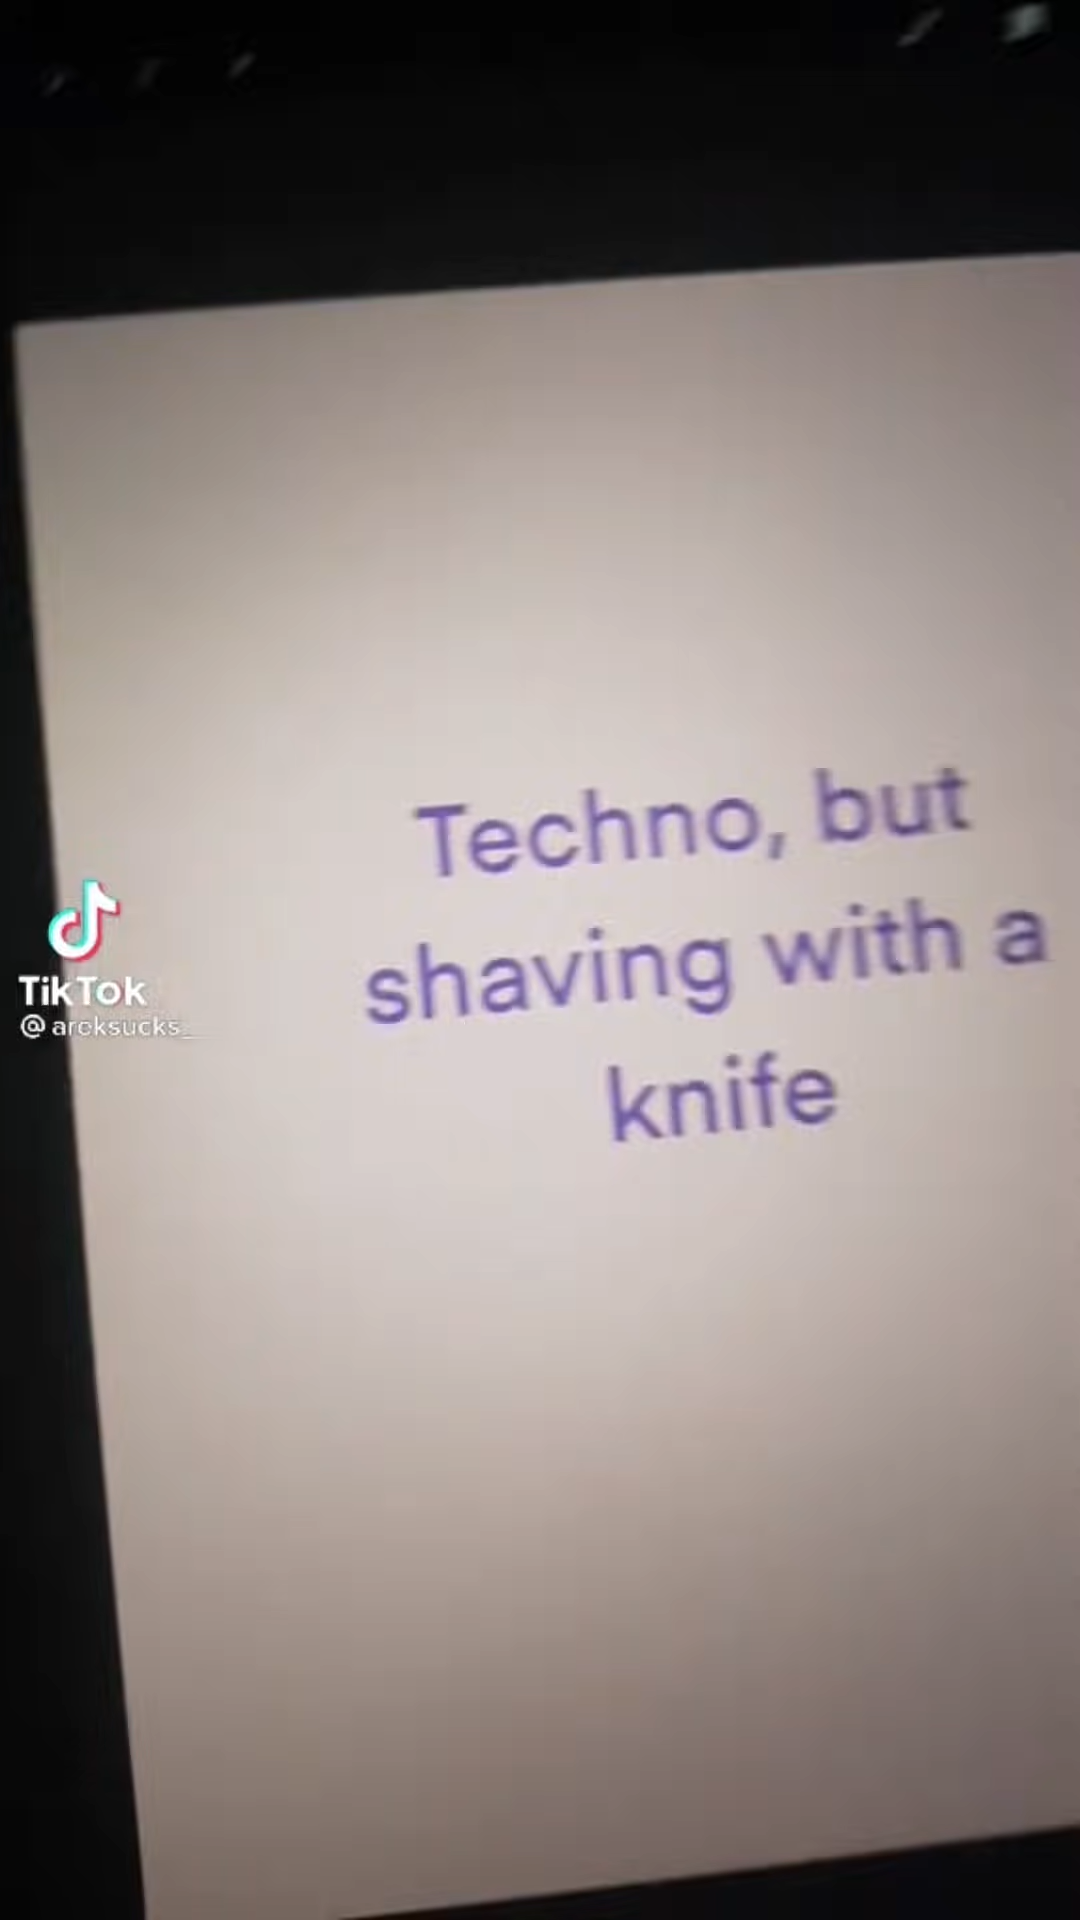 Techno, but
shaving with a
knife
TikTok
@arcksucks_